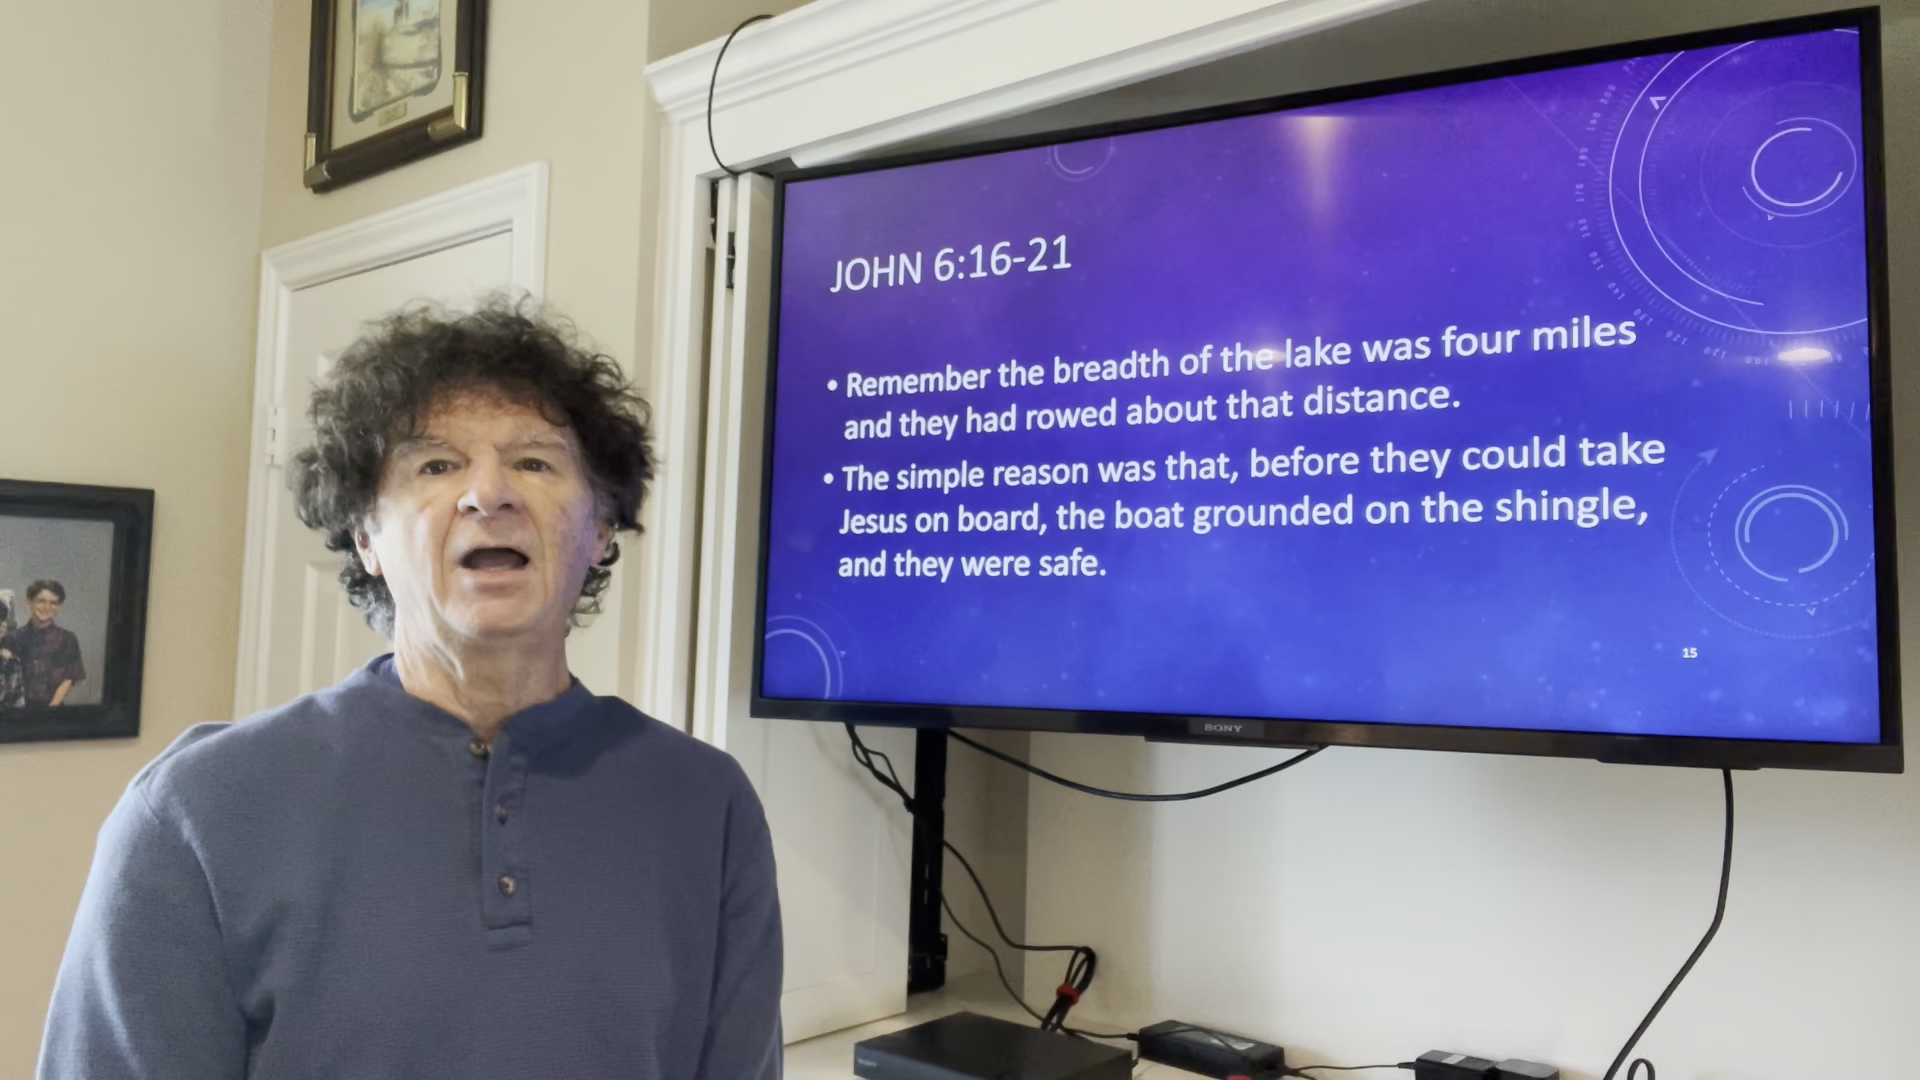 JOHN 6:16-21
• Remember the breadth of the lake was four miles
and they had rowed about that distance.
• The simple reason was that, before they could take
Jesus on board, the boat grounded on the shingle,
and they were safe.
15
SONY